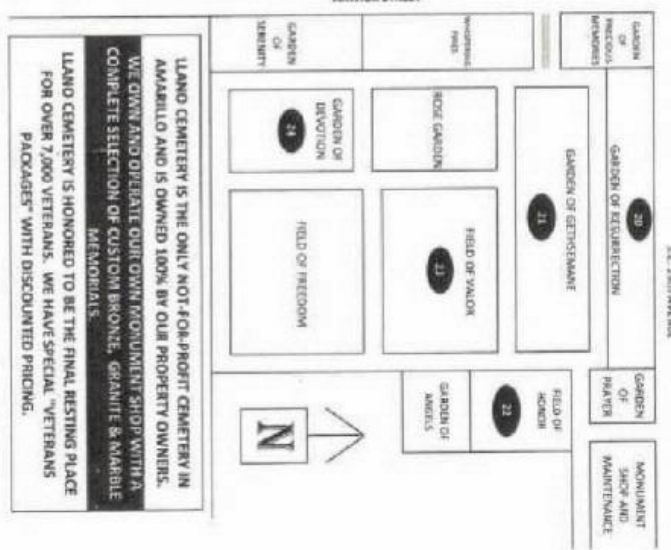 GARDEN
OF
PRECIOUS
MEMORIES
20
GARDEN OF RESURRECTION
GARDEN
OF
PRAYER
MONUMENT
SHOP AND
MAINTENANCE
GARDEN OF GETHSEMANE
21
FIELD OF
HONOR
22
WHISPERING
PINES
ROSE GARDEN
FIELD OF VALOR
23
GARDEN OF
ANGELS
GARDEN
OF
SERENITY
GARDEN OF
DEVOTION
24
FIELD OF FREEDOM
N
LLANO CEMETERY IS THE ONLY NOT-FOR-PROFIT CEMETERY IN
AMARILLO AND IS OWNED 100% BY OUR PROPERTY OWNERS.
WE OWN AND OPERATE OUR OWN MONUMENT SHOP WITH A
COMPLETE SELECTION OF CUSTOM BRONZE, GRANITE & MARBLE
MEMORIALS.
LLANO CEMETERY IS HONORED TO BE THE FINAL RESTING PLACE
FOR OVER 7,000 VETERANS. WE HAVE SPECIAL "VETERANS
PACKAGES" WITH DISCOUNTED PRICING.